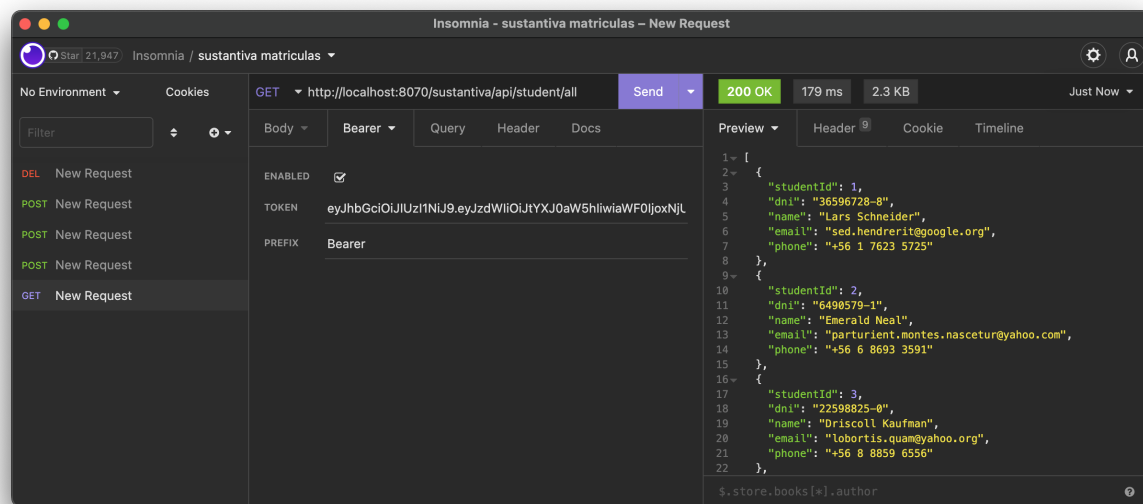 Insomnia - sustantiva matriculas – New Request
Star 21,947 Insomnia / sustantiva matriculas
No Environment Cookies
GET http://localhost:8070/sustantiva/api/student/all Send
200 OK 179 ms 2.3 KB Just Now
Filter
Body Bearer Query Header Docs
Preview Header 9 Cookie Timeline
DEL New Request
POST New Request
POST New Request
POST New Request
GET New Request
ENABLED
TOKEN
PREFIX Bearer
1 [
2 {
3 "studentId": 1,
4 "dni": "36596728-8",
5 "name": "Lars Schneider",
6 "email": "sed.hendrerit@google.org",
7 "phone": "+56 1 7623 5725"
8 },
9 {
10 "studentId": 2,
11 "dni": "6490579-1",
12 "name": "Emerald Neal",
13 "email": "parturient.montes.nascetur@yahoo.com",
14 "phone": "+56 6 8693 3591"
15 },
16 {
17 "studentId": 3,
18 "dni": "22598825-0",
19 "name": "Driscoll Kaufman",
20 "email": "lobortis.quam@yahoo.org",
21 "phone": "+56 8 8859 6556"
22 },
$.store.books[*].author